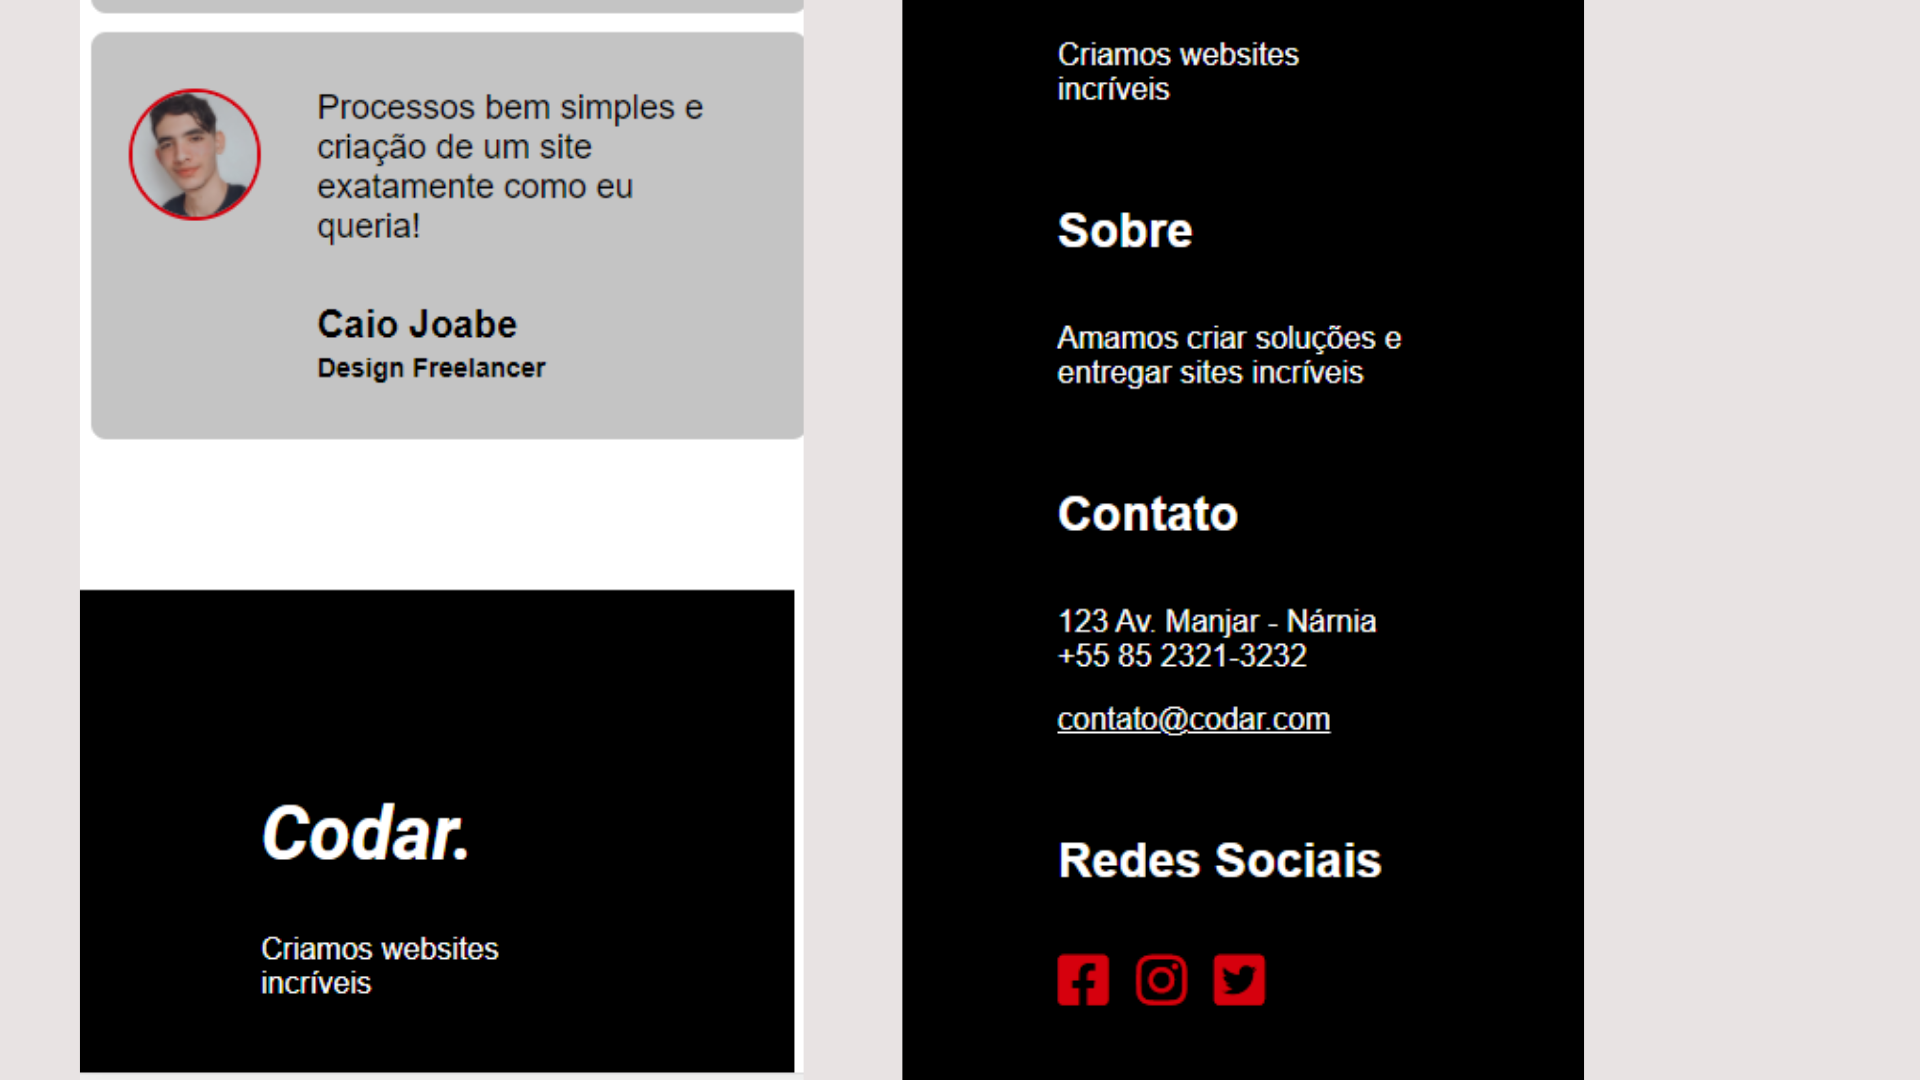 Processos bem simples e
criação de um site
exatamente como eu
queria!
Caio Joabe
Design Freelancer
Codar.
Criamos websites
incríveis
Criamos websites
incríveis
Sobre
Amamos criar soluções e
entregar sites incríveis
Contato
123 Av. Manjar - Nárnia
+55 85 2321-3232
contato@codar.com
Redes Sociais